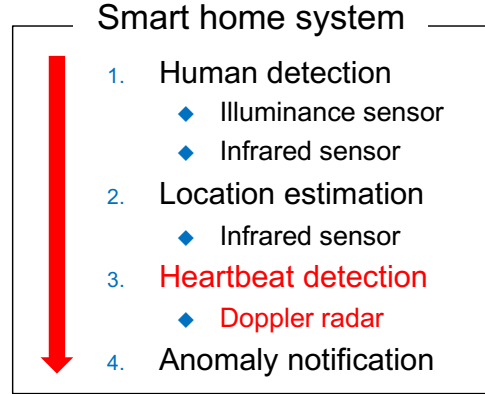 Smart home system
1. Human detection
◆ Illuminance sensor
◆ Infrared sensor
2. Location estimation
◆ Infrared sensor
3. Heartbeat detection
◆ Doppler radar
4. Anomaly notification